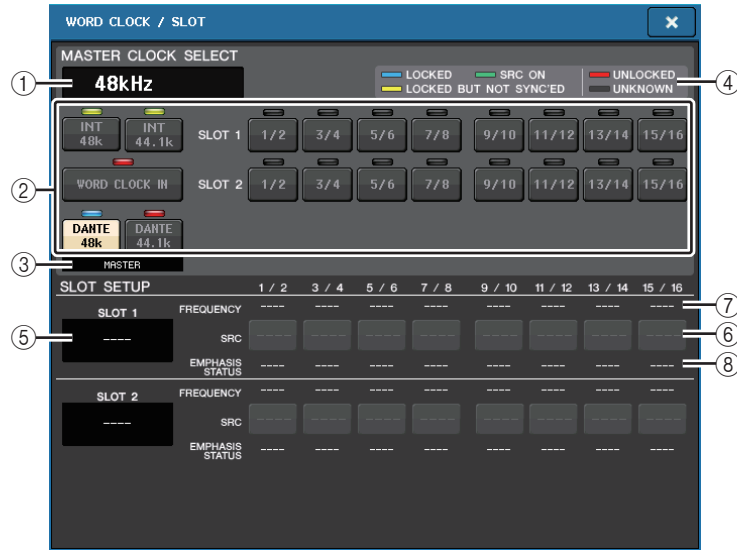 WORD CLOCK / SLOT
MASTER CLOCK SELECT
① 48kHz LOCKED SRC ON UNLOCKED ④
LOCKED BUT NOT SYNC'ED UNKNOWN
INT 48k INT 44.1k SLOT 1 1/2 3/4 5/6 7/8 9/10 11/12 13/14 15/16
② WORD CLOCK IN SLOT 2 1/2 3/4 5/6 7/8 9/10 11/12 13/14 15/16
DANTE 48k DANTE 44.1k
③ MASTER
SLOT SETUP 1 / 2 3 / 4 5 / 6 7 / 8 9 / 10 11 / 12 13 / 14 15 / 16
SLOT 1 FREQUENCY ---- ---- ---- ---- ---- ---- ---- ---- ⑦
⑤ ---- SRC ---- ---- ---- ---- ---- ---- ---- ---- ⑥
EMPHASIS STATUS ---- ---- ---- ---- ---- ---- ---- ---- ⑧
SLOT 2 FREQUENCY ---- ---- ---- ---- ---- ---- ---- ----
---- SRC ---- ---- ---- ---- ---- ---- ---- ----
EMPHASIS STATUS ---- ---- ---- ---- ---- ---- ---- ----